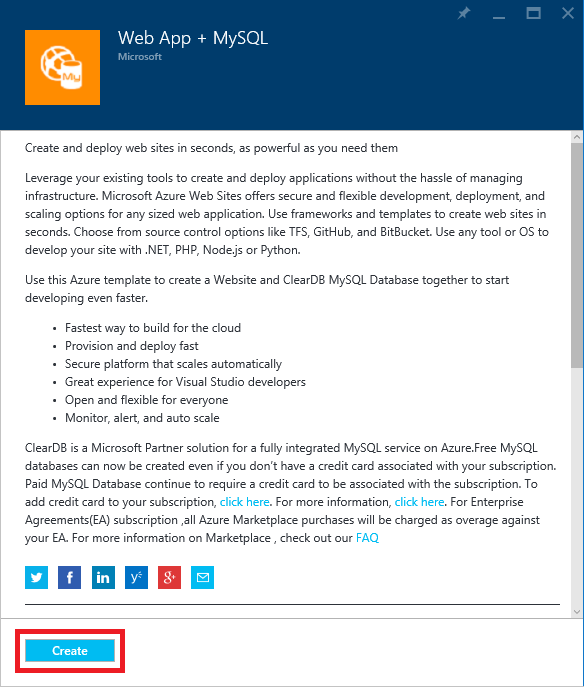 Web App + MySQL
Microsoft
My
Create and deploy web sites in seconds, as powerful as you need them
Leverage your existing tools to create and deploy applications without the hassle of managing
infrastructure. Microsoft Azure Web Sites offers secure and flexible development, deployment, and
scaling options for any sized web application. Use frameworks and templates to create web sites in
seconds. Choose from source control options like TFS, GitHub, and BitBucket. Use any tool or OS to
develop your site with .NET, PHP, Node.js or Python.
Use this Azure template to create a Website and ClearDB MySQL Database together to start
developing even faster.
• Fastest way to build for the cloud
• Provision and deploy fast
• Secure platform that scales automatically
• Great experience for Visual Studio developers
• Open and flexible for everyone
• Monitor, alert, and auto scale
ClearDB is a Microsoft Partner solution for a fully integrated MySQL service on Azure.Free MySQL
databases can now be created even if you don't have a credit card associated with your subscription.
Paid MySQL Database continue to require a credit card to be associated with the subscription. To
add credit card to your subscription, click here. For more information, click here. For Enterprise
Agreements(EA) subscription ,all Azure Marketplace purchases will be charged as overage against
your EA. For more information on Marketplace , check out our FAQ
Create